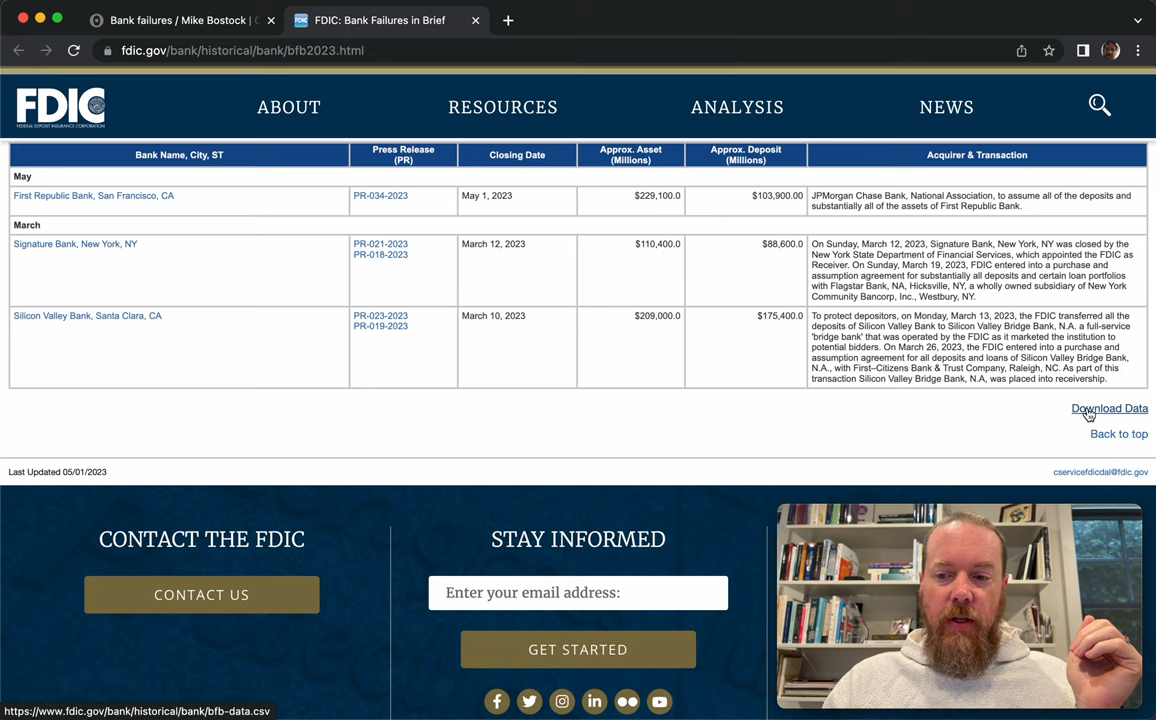 Bank failures / Mike Bostock |
FDIC: Bank Failures in Brief
fdic.gov/bank/historical/bank/bfb2023.html
FDIC
FEDERAL DEPOSIT INSURANCE CORPORATION
ABOUT
RESOURCES
ANALYSIS
NEWS
Bank Name, City, ST
Press Release
(PR)
Closing Date
Approx. Asset
(Millions)
Approx. Deposit
(Millions)
Acquirer & Transaction
May
First Republic Bank, San Francisco, CA
PR-034-2023
May 1, 2023
$229,100.0
$103,900.00
JPMorgan Chase Bank, National Association, to assume all of the deposits and
substantially all of the assets of First Republic Bank.
March
Signature Bank, New York, NY
PR-021-2023
PR-018-2023
March 12, 2023
$110,400.0
$88,600.0
On Sunday, March 12, 2023, Signature Bank, New York, NY was closed by the
New York State Department of Financial Services, which appointed the FDIC as
Receiver. On Sunday, March 19, 2023, FDIC entered into a purchase and
assumption agreement for substantially all deposits and certain loan portfolios
with Flagstar Bank, NA, Hicksville, NY, a wholly owned subsidiary of New York
Community Bancorp, Inc., Westbury, NY.
Silicon Valley Bank, Santa Clara, CA
PR-023-2023
PR-019-2023
March 10, 2023
$209,000.0
$175,400.0
To protect depositors, on Monday, March 13, 2023, the FDIC transferred all the
deposits of Silicon Valley Bank to Silicon Valley Bridge Bank, N.A. a full-service
'bridge bank' that was operated by the FDIC as it marketed the institution to
potential bidders. On March 26, 2023, the FDIC entered into a purchase and
assumption agreement for all deposits and loans of Silicon Valley Bridge Bank,
N.A., with First–Citizens Bank & Trust Company, Raleigh, NC. As part of this
transaction Silicon Valley Bridge Bank, N.A, was placed into receivership.
Download Data
Back to top
Last Updated 05/01/2023
cservicefdicdal@fdic.gov
CONTACT THE FDIC
CONTACT US
STAY INFORMED
Enter your email address:
GET STARTED
https://www.fdic.gov/bank/historical/bank/bfb-data.csv